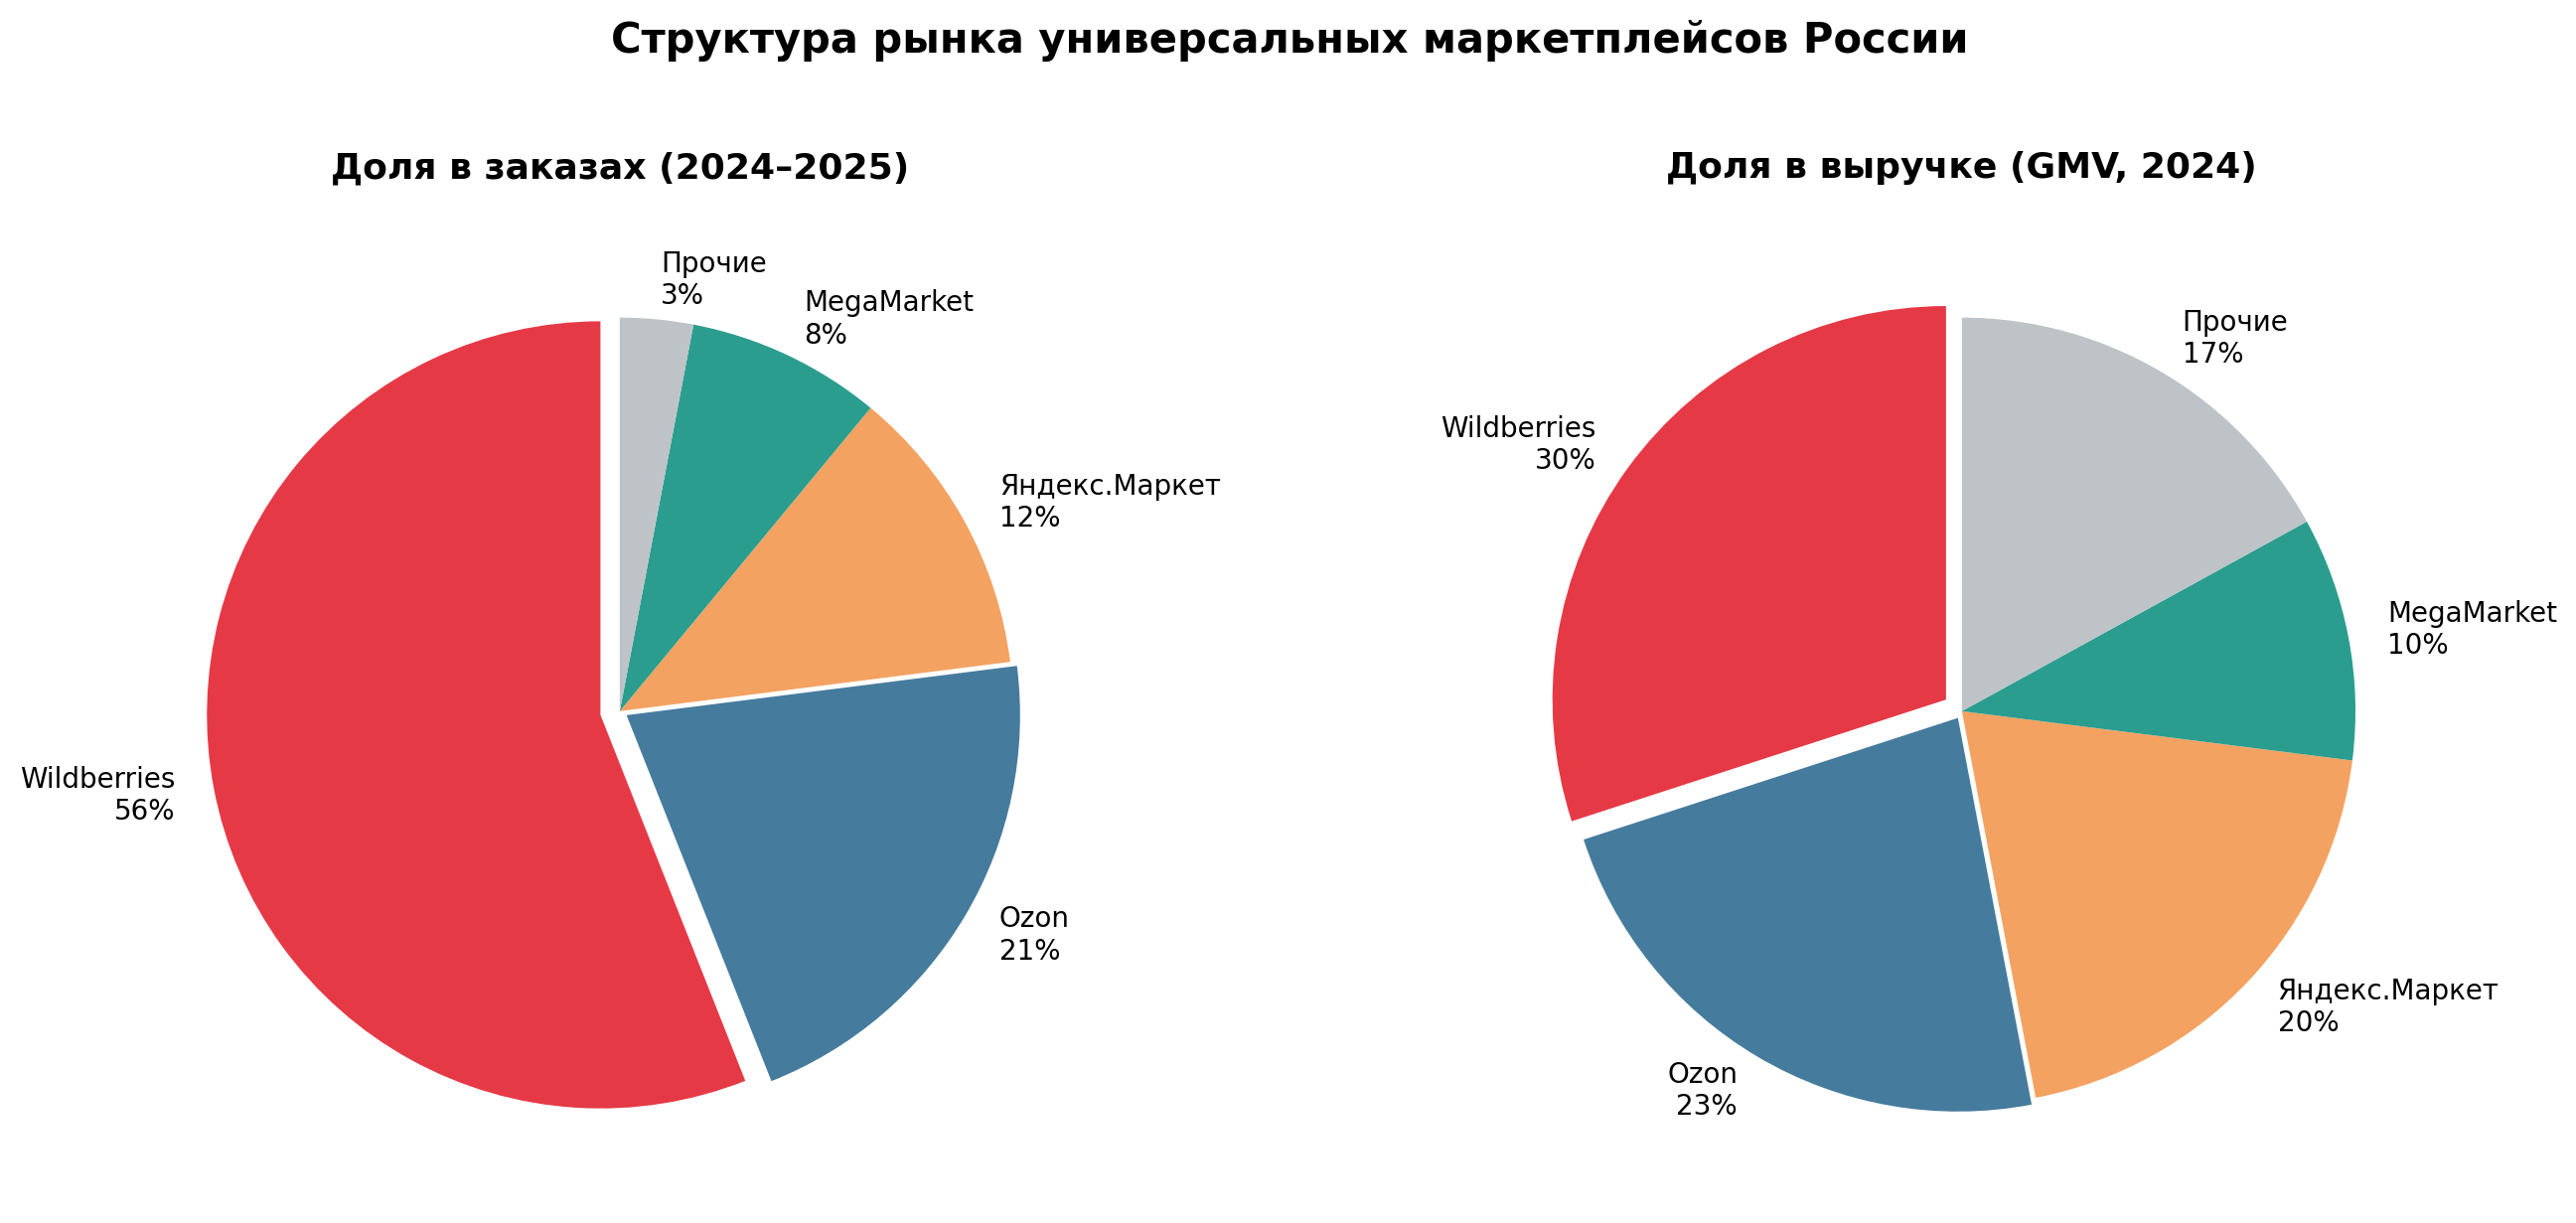 Структура рынка универсальных маркетплейсов России
Доля в заказах (2024–2025)
Прочие
3%
MegaMarket
8%
Яндекс.Маркет
12%
Wildberries
56%
Ozon
21%
Доля в выручке (GMV, 2024)
Прочие
17%
Wildberries
30%
MegaMarket
10%
Яндекс.Маркет
20%
Ozon
23%